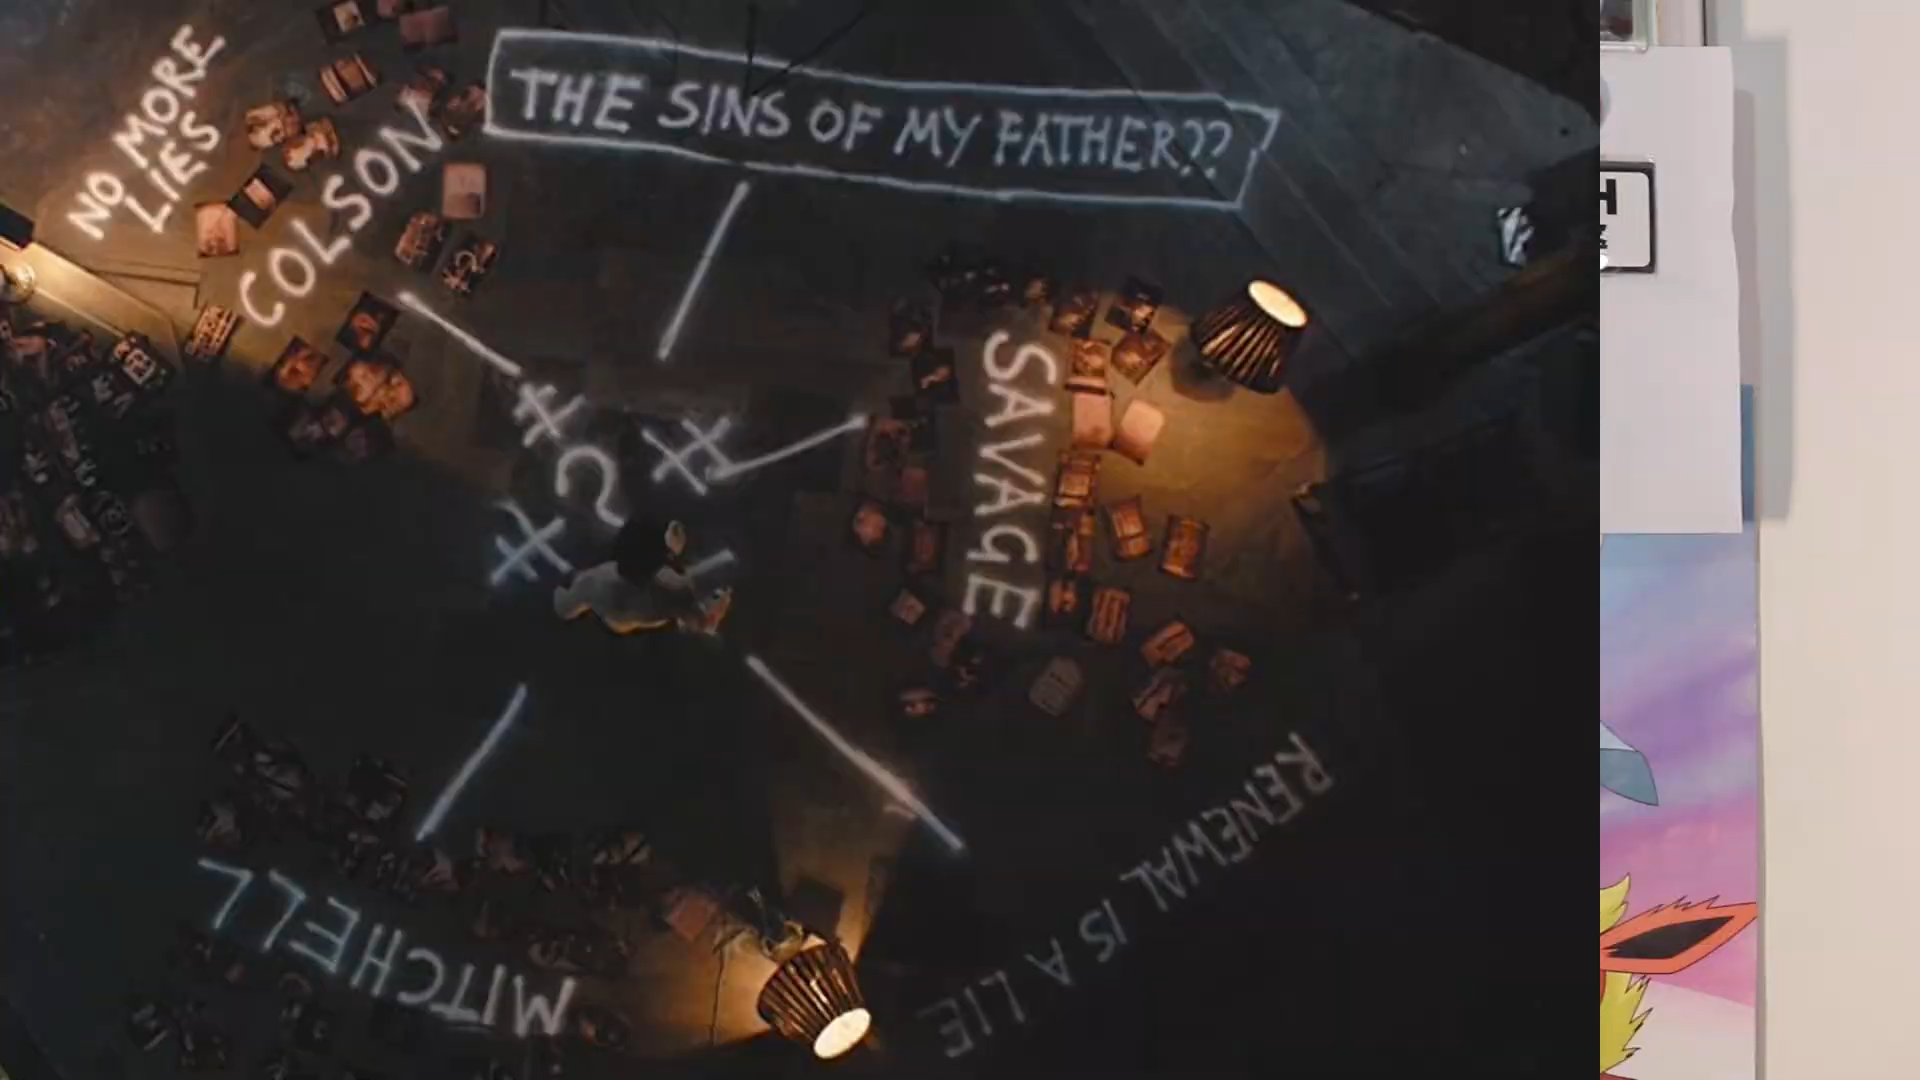 THE SINS OF MY FATHER??
NO MORE
LIES
COLSON
SAVAGE
RENEWAL IS A LIE
MITCHELL
?
H